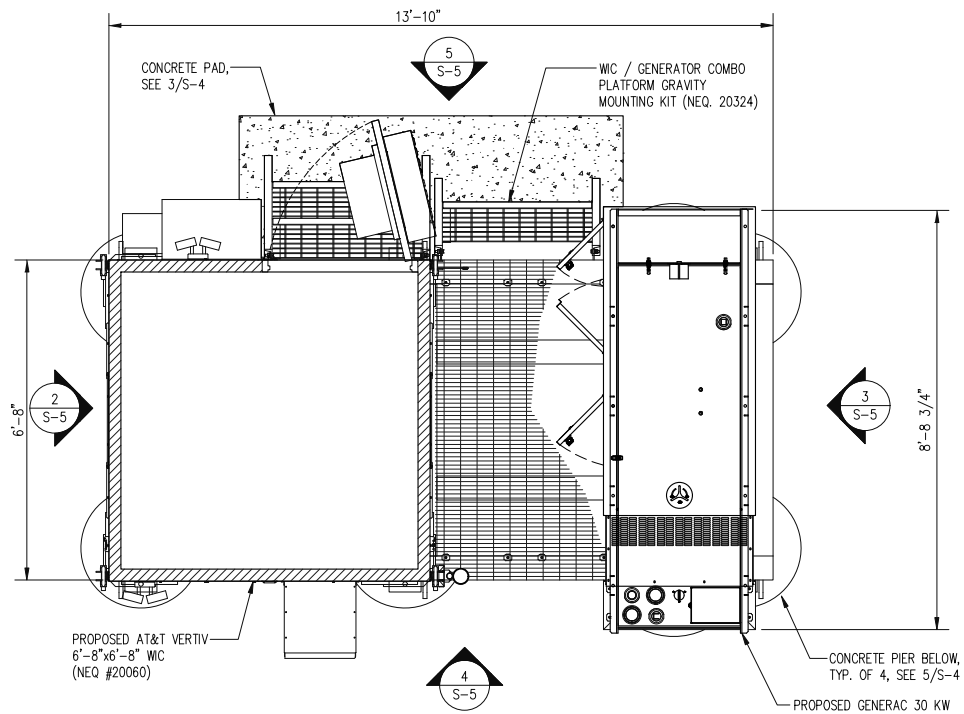 13'-10"
5
S-5
CONCRETE PAD,
SEE 3/S-4
WIC / GENERATOR COMBO
PLATFORM GRAVITY
MOUNTING KIT (NEQ. 20324)
2
S-5
6'-8"
3
S-5
8'-8 3/4"
PROPOSED AT&T VERTIV
6'-8"x6'-8" WIC
(NEQ #20060)
4
S-5
CONCRETE PIER BELOW,
TYP. OF 4, SEE 5/S-4
PROPOSED GENERAC 30 KW